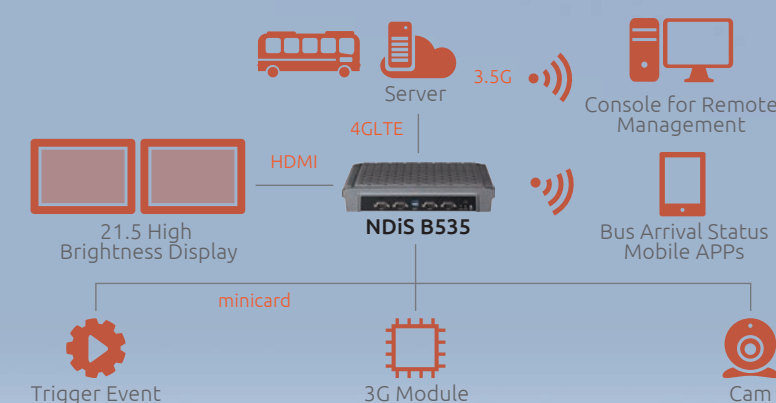 Server
3.5G
Console for Remote
Management
4GLTE
HDMI
NDiS B535
21.5 High
Brightness Display
Bus Arrival Status
Mobile APPs
minicard
Trigger Event
3G Module
Cam